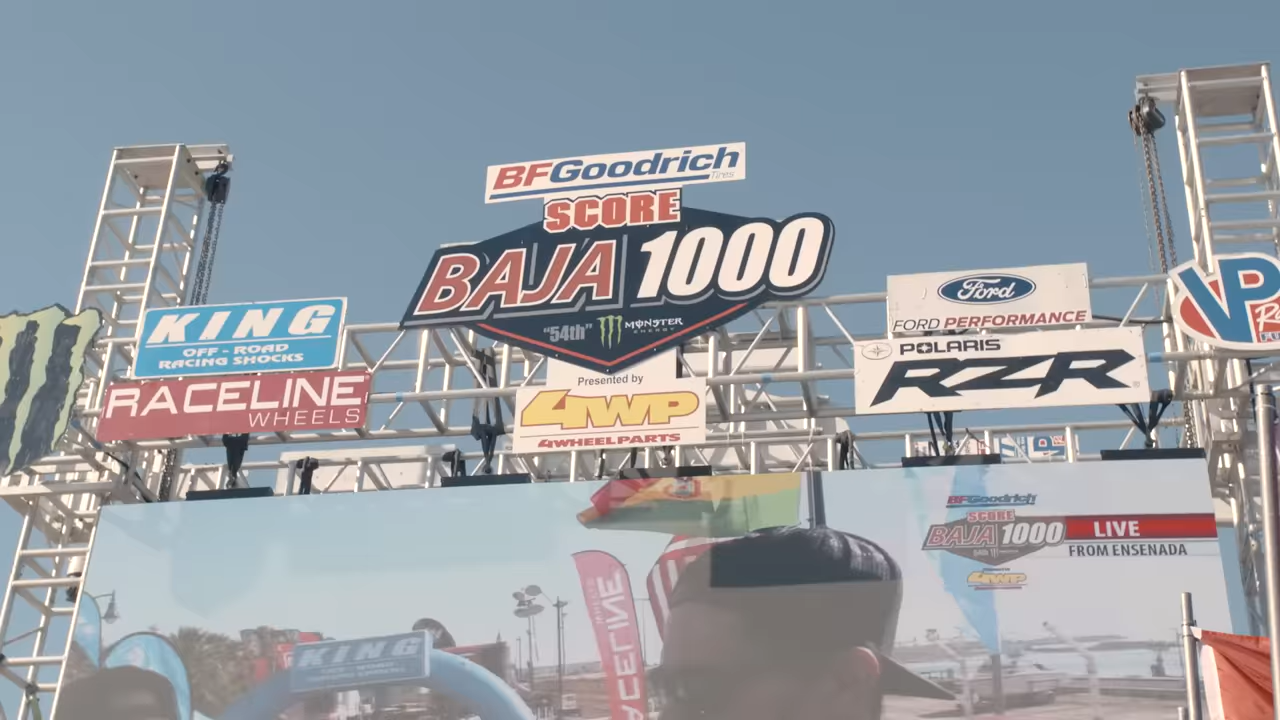 BFGoodrich
Tires
SCORE
BAJA 1000
"54th" MONSTER
ENERGY
Presented by
4WP
4WHEELPARTS
KING
OFF-ROAD
RACING SHOCKS
RACELINE
WHEELS
Ford
FORD PERFORMANCE
POLARIS
RZR
VP
BFGoodrich
SCORE
BAJA 1000
4WP
LIVE
FROM ENSENADA
KING
RACELINE